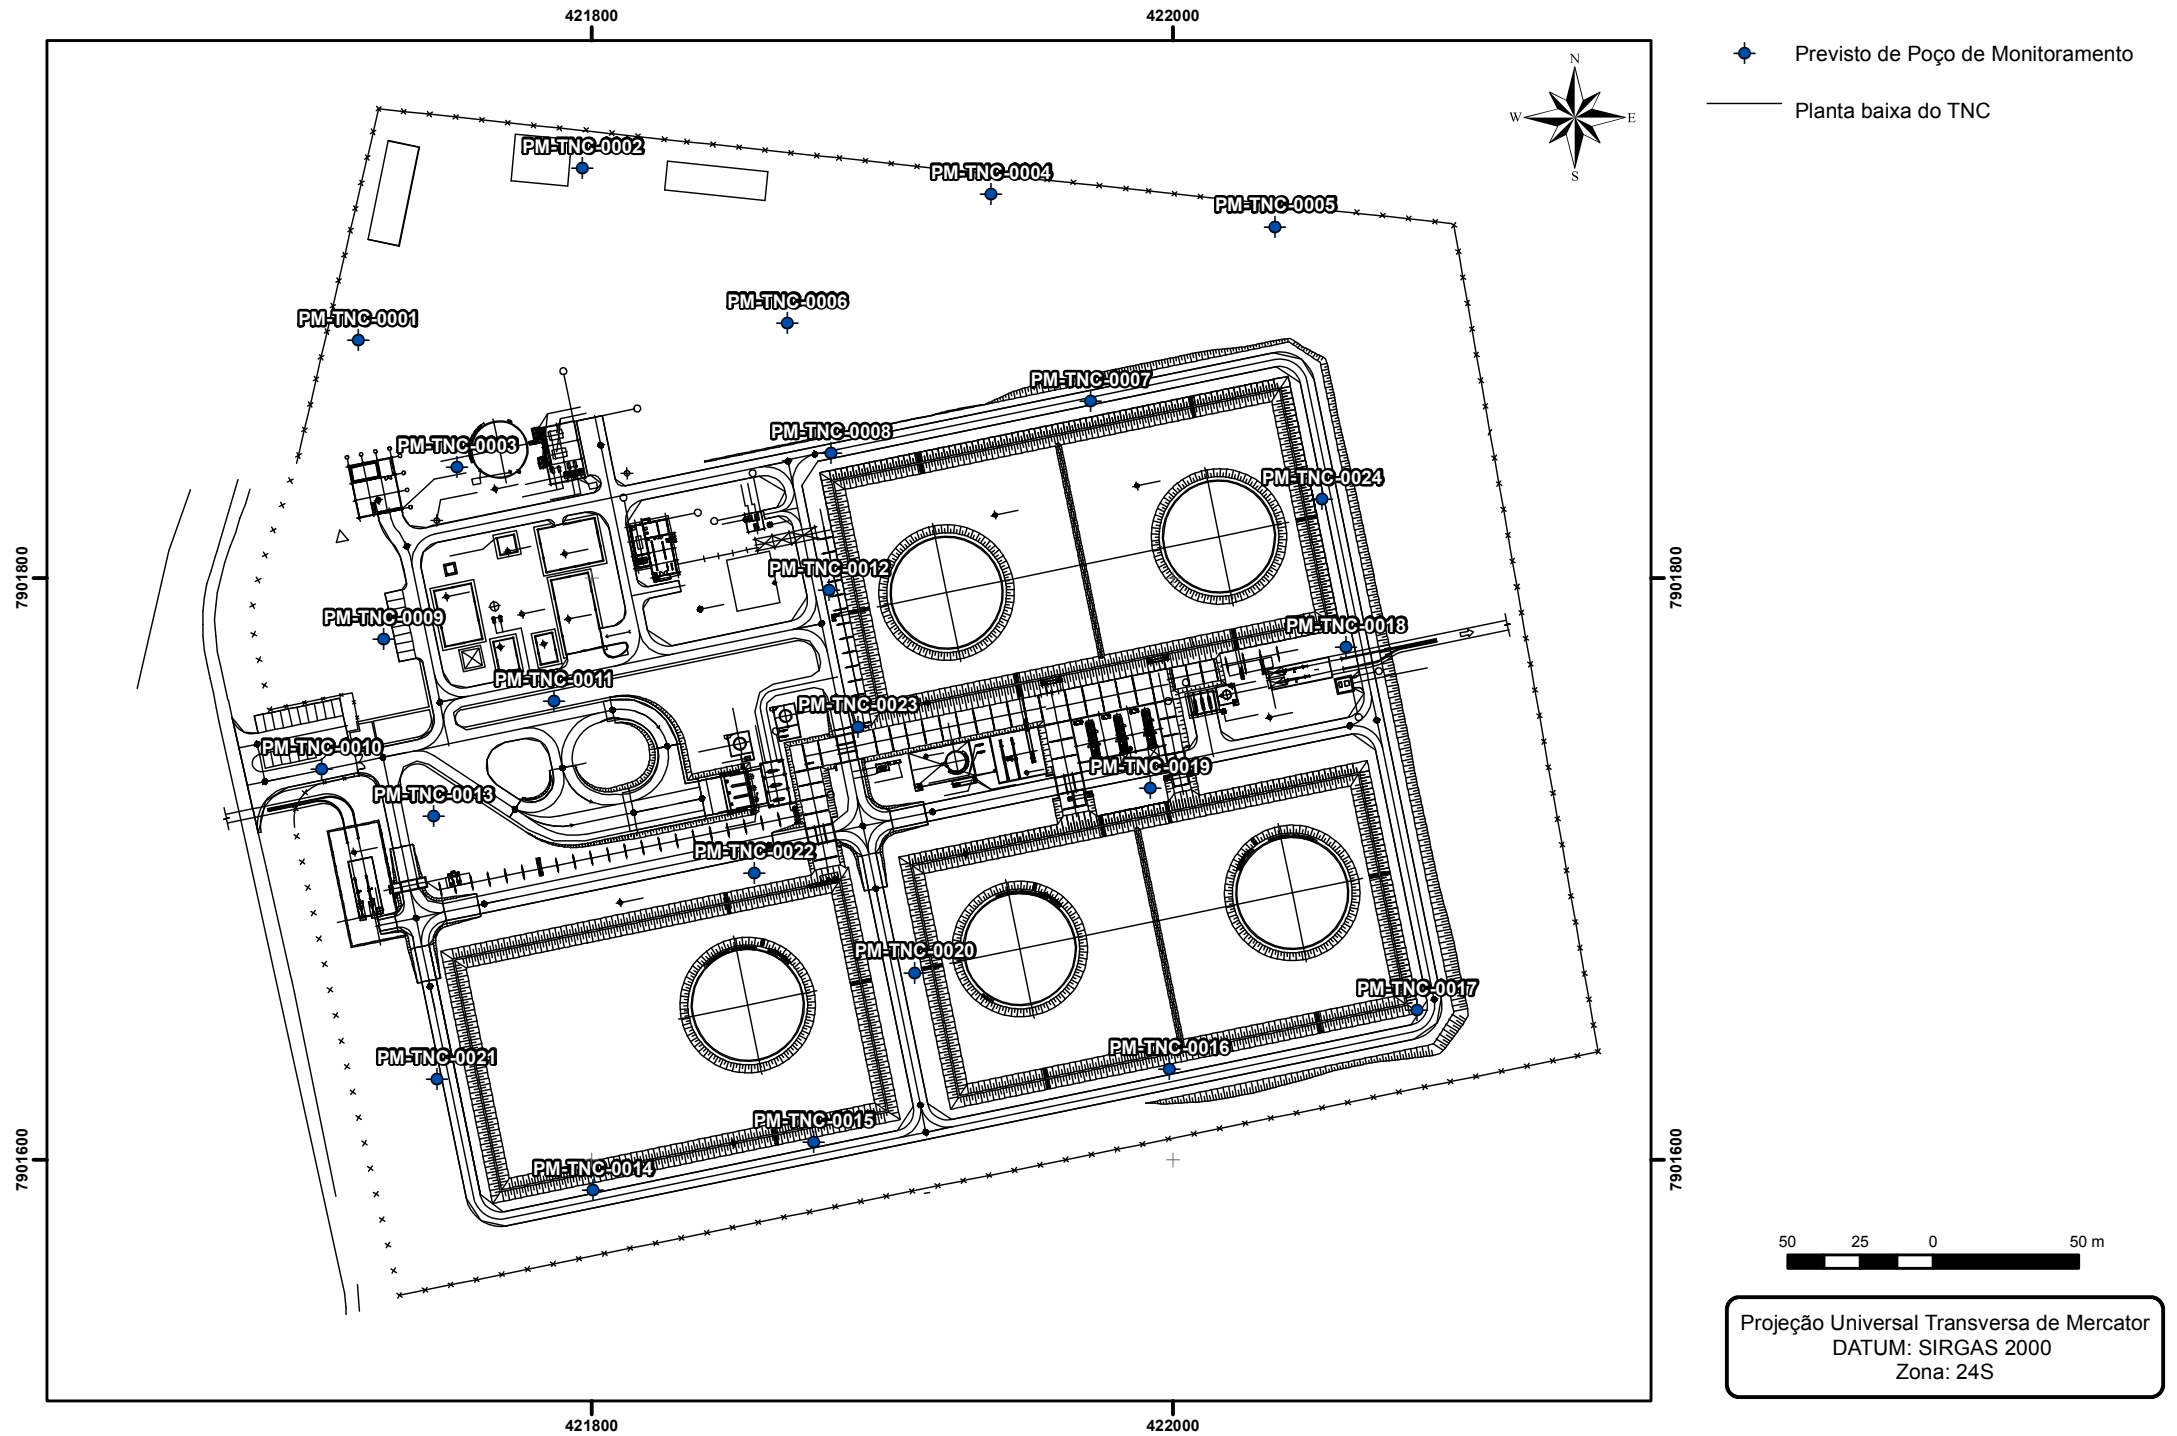 421800
422000
Previsto de Poço de Monitoramento
Planta baixa do TNC
N
W
E
S
PM-TNC-0002
PM-TNC-0004
PM-TNC-0005
PM-TNC-0006
PM-TNC-0001
PM-TNC-0007
PM-TNC-0008
PM-TNC-0003
PM-TNC-0024
PM-TNC-0012
7901800
7901800
PM-TNC-0009
PM-TNC-0018
PM-TNC-0011
PM-TNC-0023
PM-TNC-0010
PM-TNC-0019
PM-TNC-0013
PM-TNC-0022
PM-TNC-0020
PM-TNC-0017
PM-TNC-0016
PM-TNC-0021
PM-TNC-0015
PM-TNC-0014
7901600
7901600
50 25 0 50 m
Projeção Universal Transversa de Mercator
DATUM: SIRGAS 2000
Zona: 24S
421800
422000